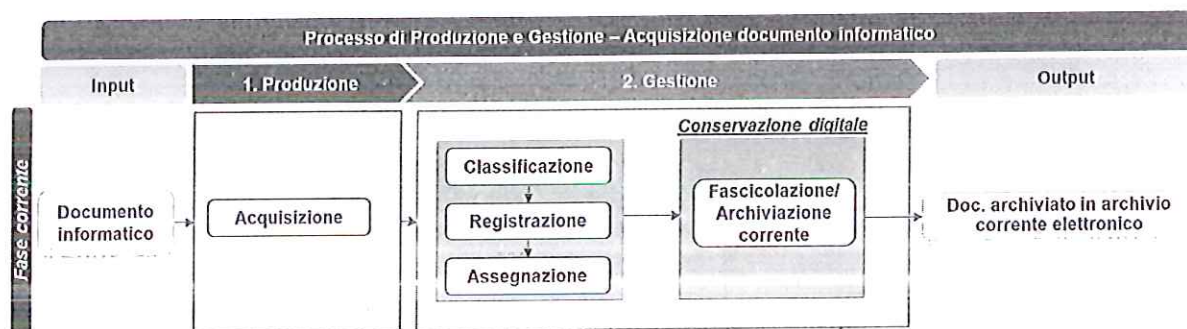 Processo di Produzione e Gestione – Acquisizione documento informatico
Input
1. Produzione
2. Gestione
Output
Fase corrente
Documento
informatico
Acquisizione
Classificazione
Registrazione
Assegnazione
Conservazione digitale
Fascicolazione/
Archiviazione
corrente
Doc. archiviato in archivio
corrente elettronico